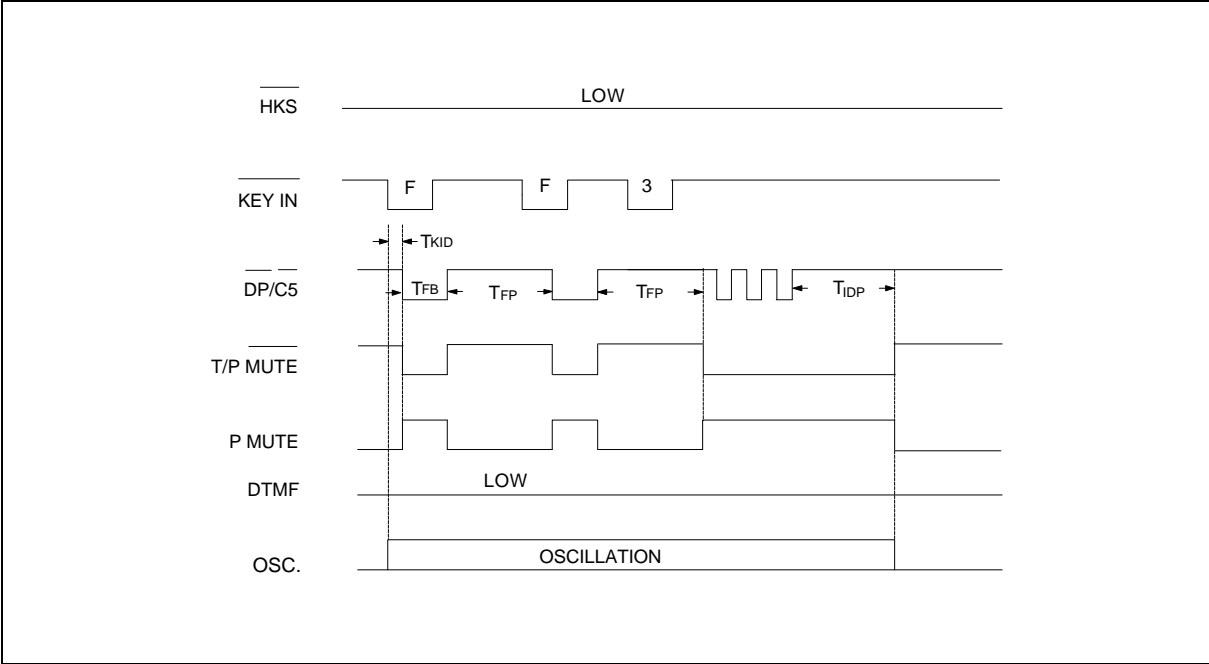 HKS
LOW
KEY IN
F
F
3
TKID
DP/C5
TFB
TFP
TFP
TIDP
T/P MUTE
P MUTE
DTMF
LOW
OSC.
OSCILLATION